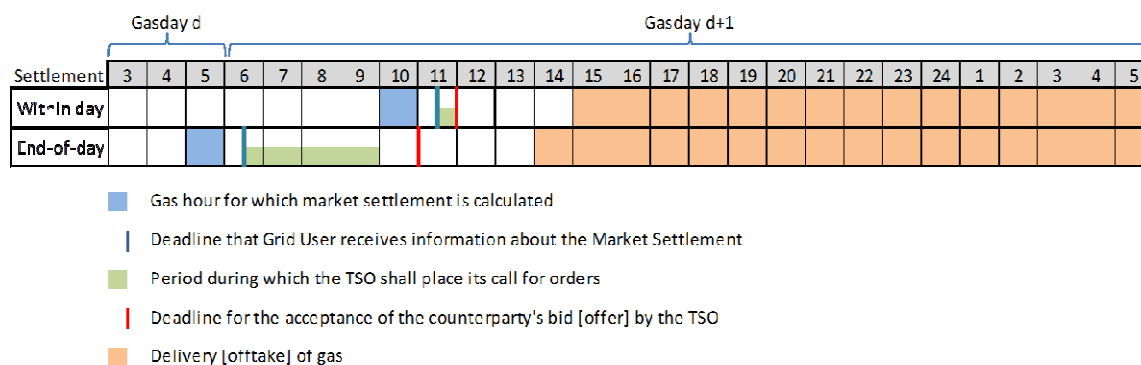 Gasday d Gasday d+1
Settlement 3 4 5 6 7 8 9 10 11 12 13 14 15 16 17 18 19 20 21 22 23 24 1 2 3 4 5
Within day
End-of-day
Gas hour for which market settlement is calculated
Deadline that Grid User receives information about the Market Settlement
Period during which the TSO shall place its call for orders
Deadline for the acceptance of the counterparty's bid [offer] by the TSO
Delivery [offtake] of gas